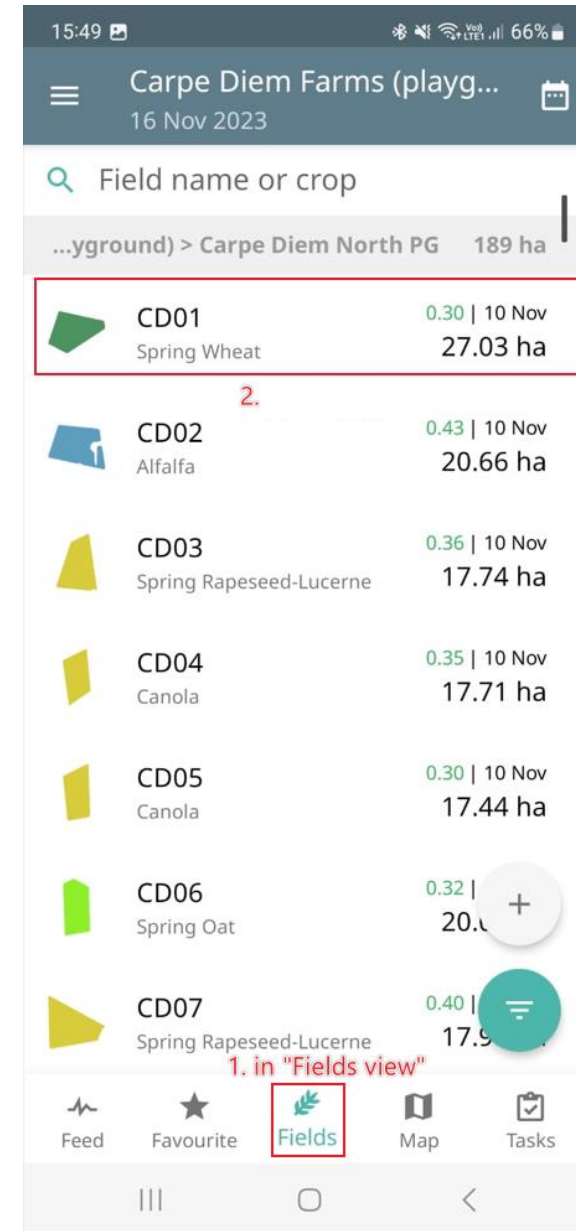 15:49 66%
Carpe Diem Farms (playg...
16 Nov 2023
Field name or crop
...yground) > Carpe Diem North PG 189 ha
CD01 0.30 | 10 Nov
Spring Wheat 27.03 ha
2.
CD02 0.43 | 10 Nov
Alfalfa 20.66 ha
CD03 0.36 | 10 Nov
Spring Rapeseed-Lucerne 17.74 ha
CD04 0.35 | 10 Nov
Canola 17.71 ha
CD05 0.30 | 10 Nov
Canola 17.44 ha
CD06 0.32 |
Spring Oat 20.
CD07 0.40 |
Spring Rapeseed-Lucerne 17.9
1. in "Fields view"
Feed Favourite Fields Map Tasks